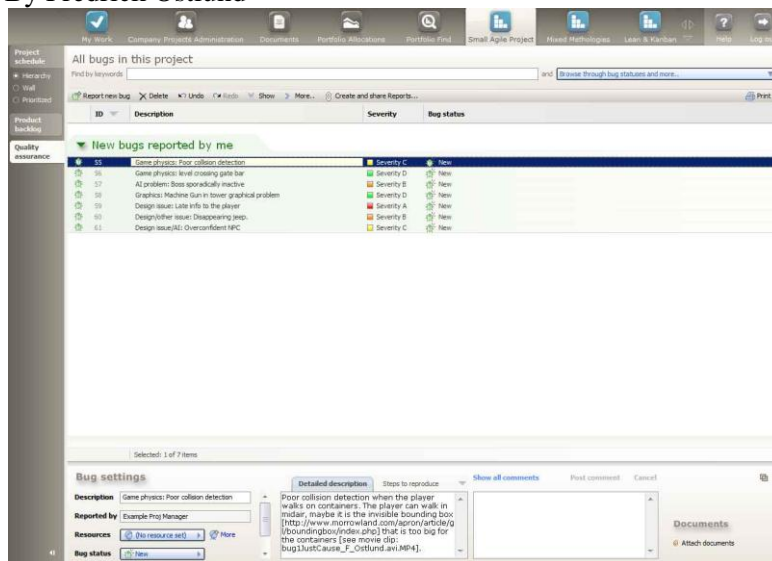 By Fredrich Ostlund
My Work Company Projects Administration Documents Portfolio Allocations Portfolio Find Small Agile Project Mixed Methologies Lean & Kanban Help Log out
Project schedule
Hierarchy
Wall
Prioritized
Product backlog
Quality assurance
All bugs in this project
Find by keywords and Browse through bug statuses and more...
Report new bug Delete Undo Redo Show More.. Create and share Reports... Print
ID Description Severity Bug status
New bugs reported by me
55 Game physics: Poor collision detection Severity C New
56 Game physics: level crossing gate bar Severity D New
57 AI problem: Boss sporadically inactive Severity B New
58 Graphics: Machine Gun in tower graphical problem Severity D New
59 Design issue: Late info to the player Severity A New
60 Design/other issue: Disappearing jeep. Severity B New
61 Design issue/AI: Overconfident NPC Severity C New
Selected: 1 of 7 items
Bug settings
Description Game physics: Poor collision detection
Reported by Example Proj Manager
Resources (No resource set) More
Bug status New
Detailed description Steps to reproduce
Poor collision detection when the player
walks on containers. The player can walk in
midair, maybe it is the invisible bounding box
[http://www.morrowland.com/apron/article/g
l/boundingbox/index.php] that is too big for
the containers [see movie clip:
bug1JustCause_F_Ostlund.avi.MP4].
Show all comments Post comment Cancel
Documents
Attach documents